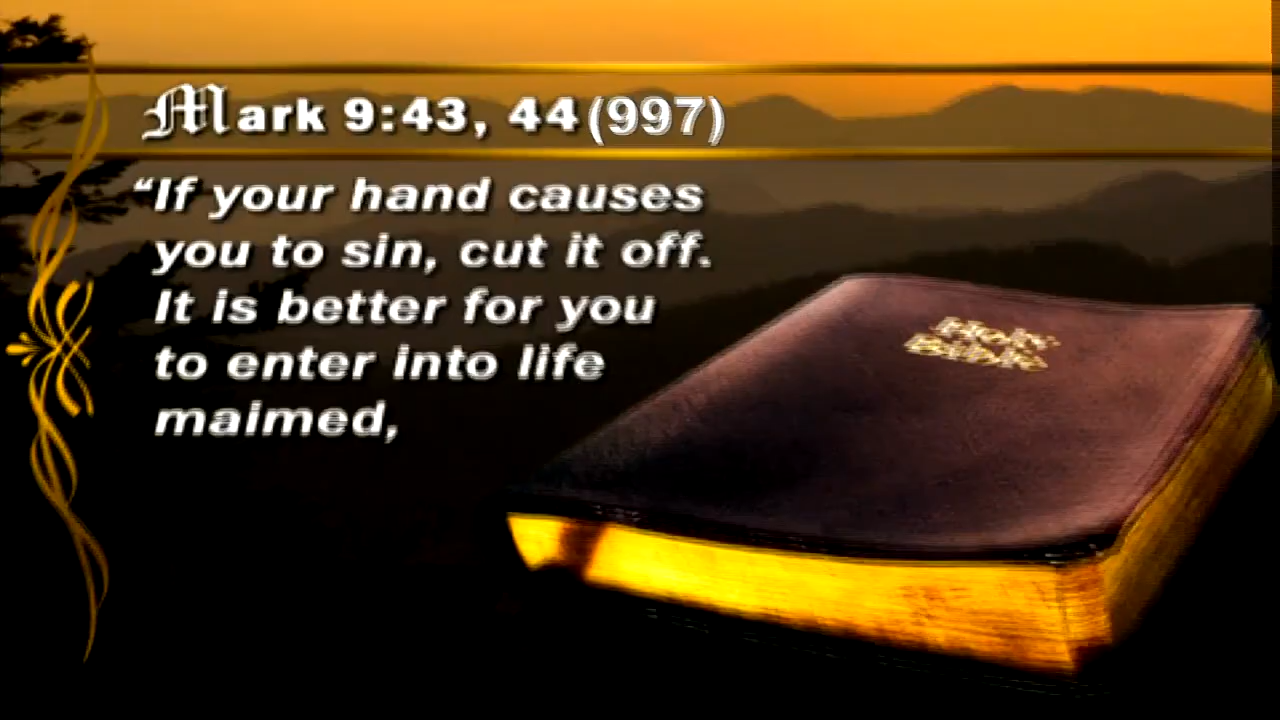 Mark 9:43, 44 (997)
“If your hand causes
you to sin, cut it off.
It is better for you
to enter into life
maimed,
Holy
Bible